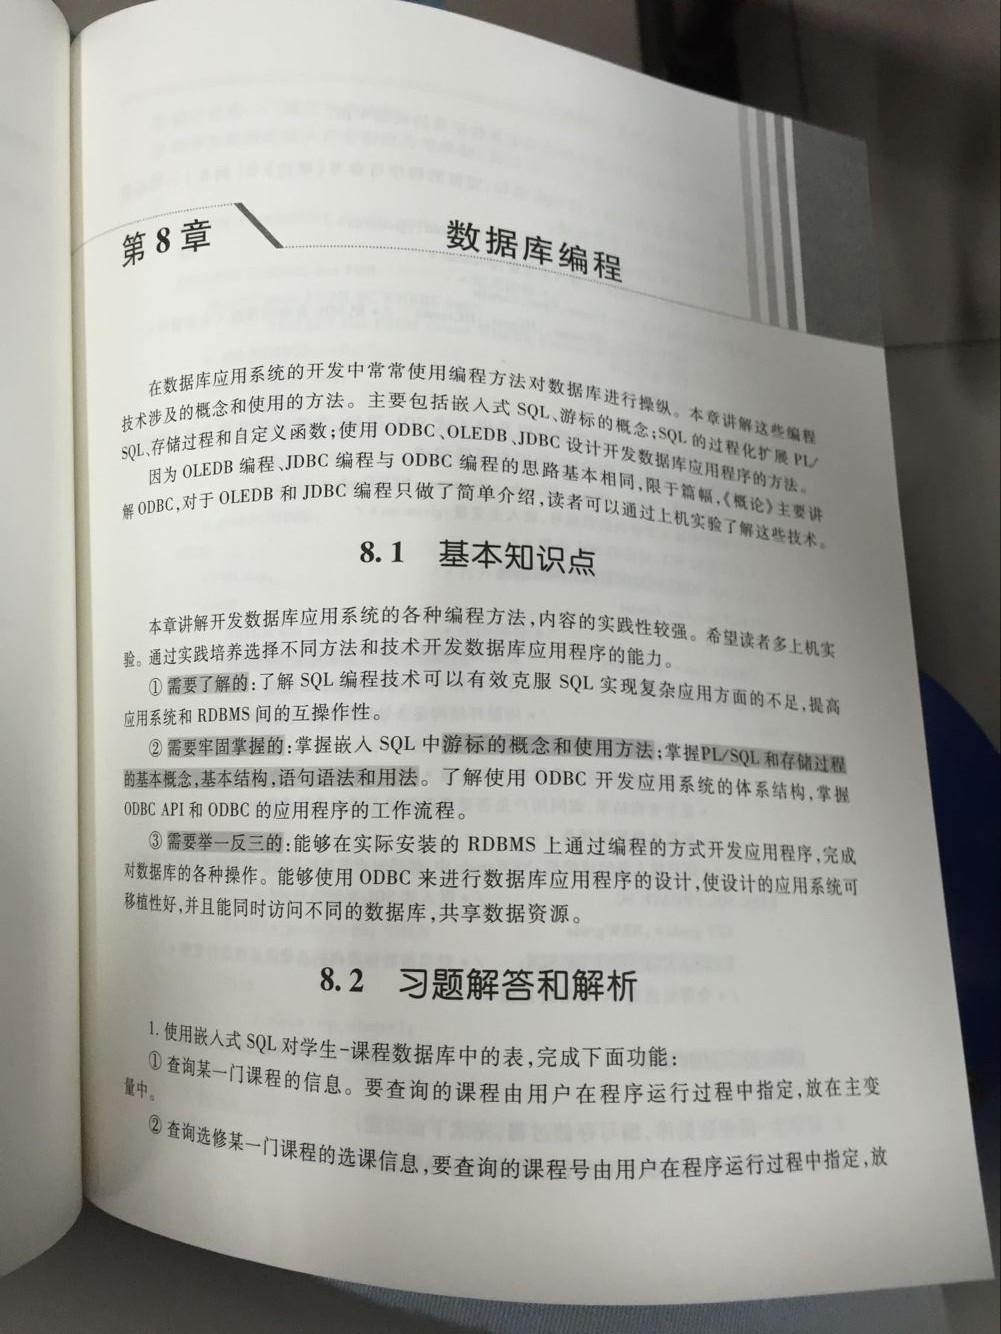 第8章
数据库编程
在数据库应用系统的开发中常常使用编程方法对数据库进行操纵。本章讲解这些编程
技术涉及的概念和使用的方法。主要包括嵌入式 SQL、游标的概念;SQL 的过程化扩展 PL/
SQL、存储过程和自定义函数;使用 ODBC、OLEDB、JDBC 设计开发数据库应用程序的方法。
因为 OLEDB 编程、JDBC 编程与 ODBC 编程的思路基本相同,限于篇幅,《概论》主要讲
解 ODBC,对于 OLEDB 和 JDBC 编程只做了简单介绍,读者可以通过上机实验了解这些技术。
8.1 基本知识点
本章讲解开发数据库应用系统的各种编程方法,内容的实践性较强。希望读者多上机实
验。通过实践培养选择不同方法和技术开发数据库应用程序的能力。
① 需要了解的:了解 SQL 编程技术可以有效克服 SQL 实现复杂应用方面的不足,提高
应用系统和 RDBMS 间的互操作性。
② 需要牢固掌握的:掌握嵌入 SQL 中游标的概念和使用方法;掌握PL/SQL 和存储过程
的基本概念,基本结构,语句语法和用法。了解使用 ODBC 开发应用系统的体系结构,掌握
ODBC API 和 ODBC 的应用程序的工作流程。
③ 需要举一反三的:能够在实际安装的 RDBMS 上通过编程的方式开发应用程序,完成
对数据库的各种操作。能够使用 ODBC 来进行数据库应用程序的设计,使设计的应用系统可
移植性好,并且能同时访问不同的数据库,共享数据资源。
8.2 习题解答和解析
1. 使用嵌入式 SQL 对学生-课程数据库中的表,完成下面功能:
① 查询某一门课程的信息。要查询的课程由用户在程序运行过程中指定,放在主变
量中。
② 查询选修某一门课程的选课信息,要查询的课程号由用户在程序运行过程中指定,放